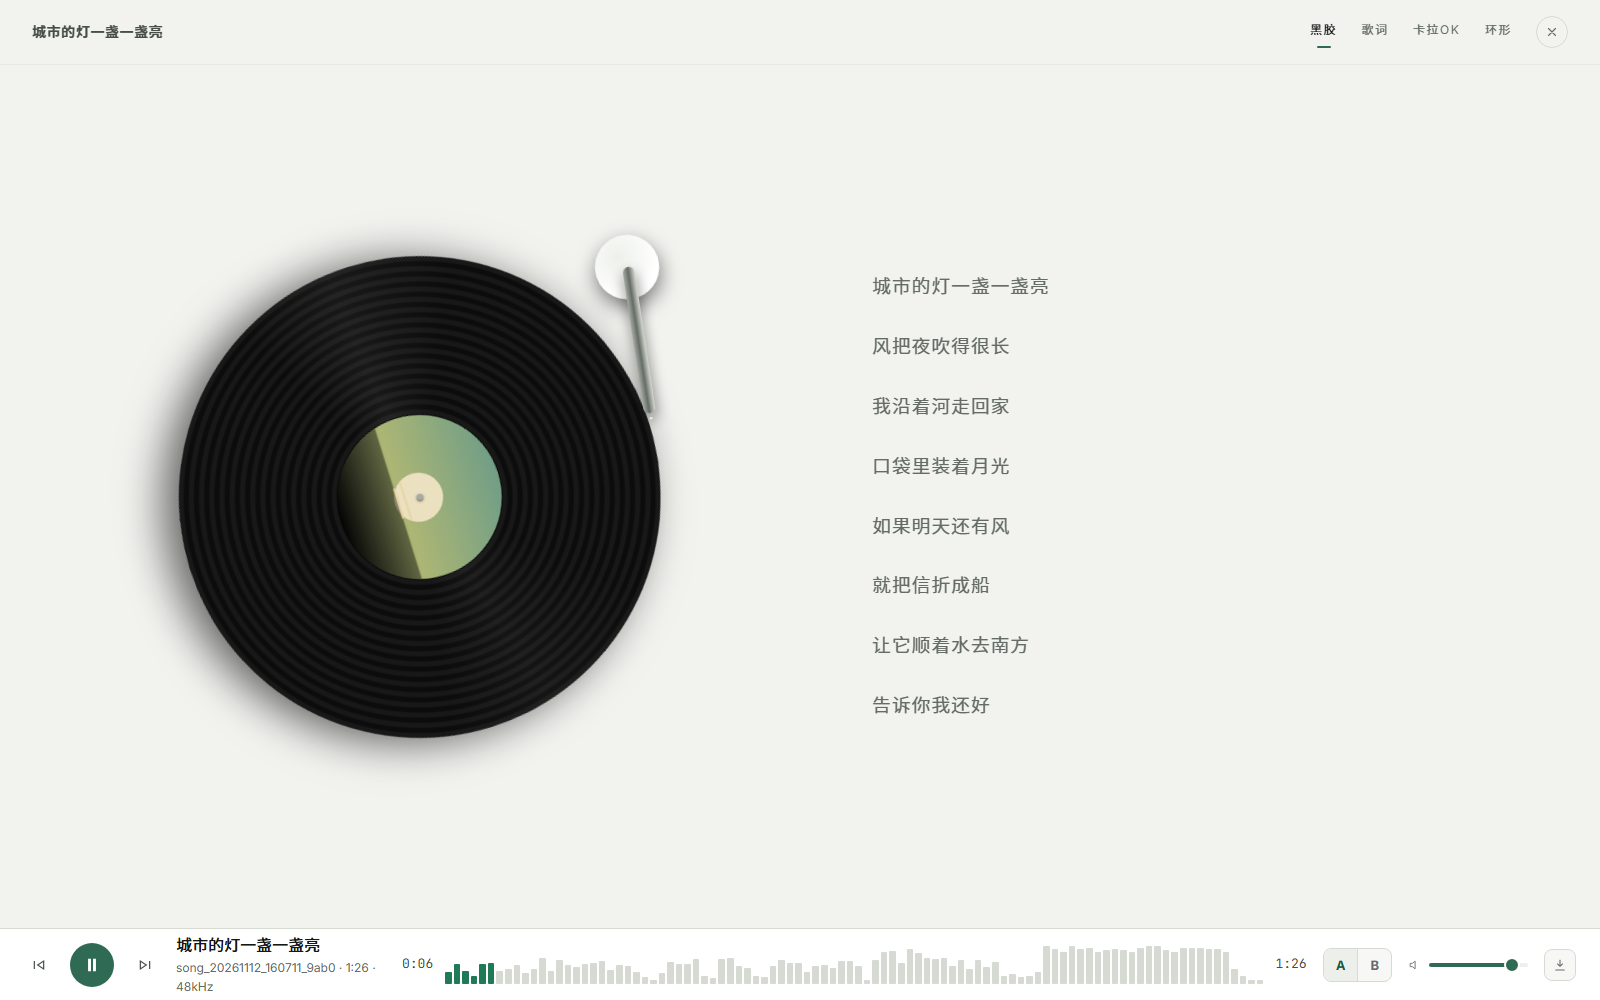 城市的灯一盏一盏亮
黑胶 歌词 卡拉OK 环形
城市的灯一盏一盏亮
风把夜吹得很长
我沿着河走回家
口袋里装着月光
如果明天还有风
就把信折成船
让它顺着水去南方
告诉你我还好
城市的灯一盏一盏亮
song_20261112_160711_9ab0 · 1:26 ·
48kHz
0:06
1:26
A B